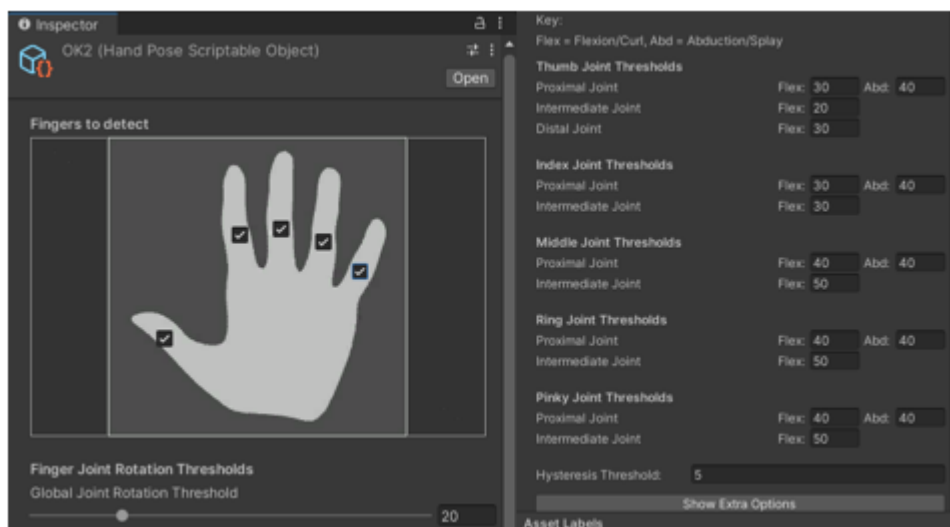 Inspector
OK2 (Hand Pose Scriptable Object)
Open
Fingers to detect
Finger Joint Rotation Thresholds
Global Joint Rotation Threshold
20
Key:
Flex = Flexion/Curl, Abd = Abduction/Splay
Thumb Joint Thresholds
Proximal Joint Flex: 30 Abd: 40
Intermediate Joint Flex: 20
Distal Joint Flex: 30
Index Joint Thresholds
Proximal Joint Flex: 30 Abd: 40
Intermediate Joint Flex: 30
Middle Joint Thresholds
Proximal Joint Flex: 40 Abd: 40
Intermediate Joint Flex: 50
Ring Joint Thresholds
Proximal Joint Flex: 40 Abd: 40
Intermediate Joint Flex: 50
Pinky Joint Thresholds
Proximal Joint Flex: 40 Abd: 40
Intermediate Joint Flex: 50
Hysteresis Threshold: 5
Show Extra Options
Asset Labels